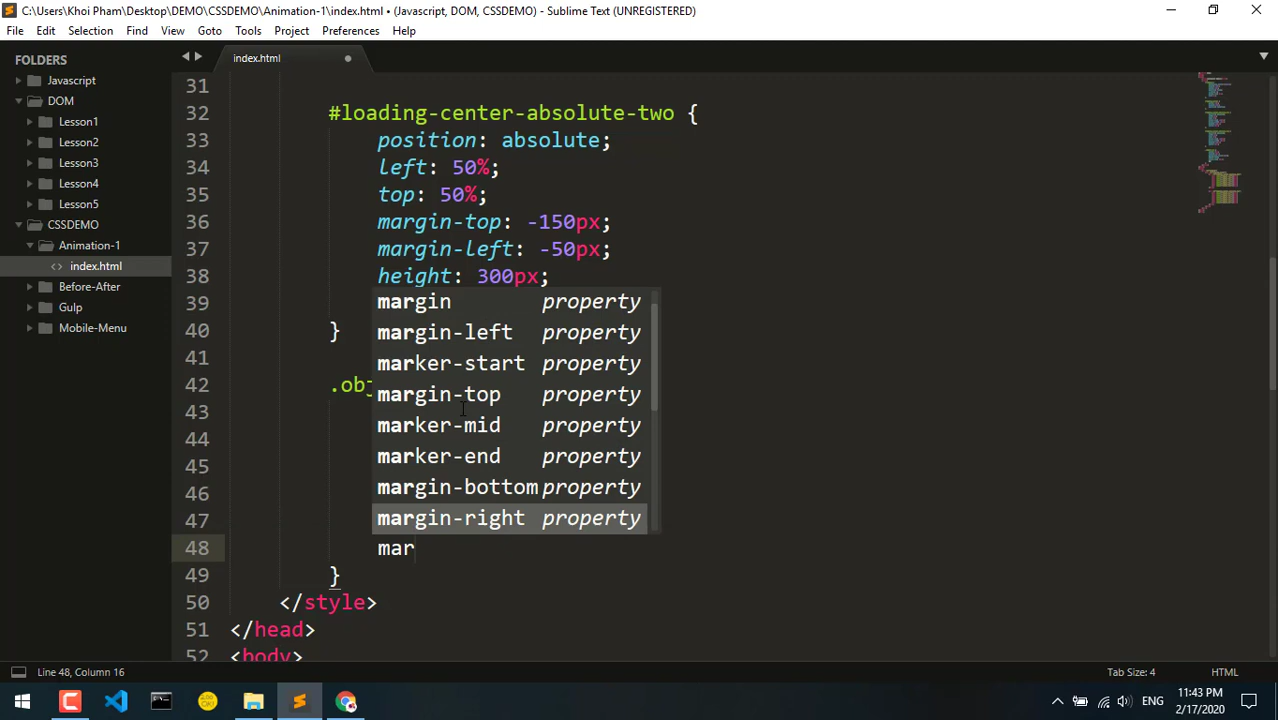 C:\Users\Khoi Pham\Desktop\DEMO\CSSDEMO\Animation-1\index.html • (Javascript, DOM, CSSDEMO) - Sublime Text (UNREGISTERED)
File Edit Selection Find View Goto Tools Project Preferences Help
FOLDERS
Javascript
DOM
Lesson1
Lesson2
Lesson3
Lesson4
Lesson5
CSSDEMO
Animation-1
<> index.html
Before-After
Gulp
Mobile-Menu
index.html
31
32 #loading-center-absolute-two {
33 position: absolute;
34 left: 50%;
35 top: 50%;
36 margin-top: -150px;
37 margin-left: -50px;
38 height: 300px;
39
40 }
41
42 .obj
43
44
45
46
47
48 mar
49 }
50 </style>
51 </head>
52 <body>
margin property
margin-left property
marker-start property
margin-top property
marker-mid property
marker-end property
margin-bottom property
margin-right property
Line 48, Column 16
Tab Size: 4
HTML
ENG
11:43 PM
2/17/2020